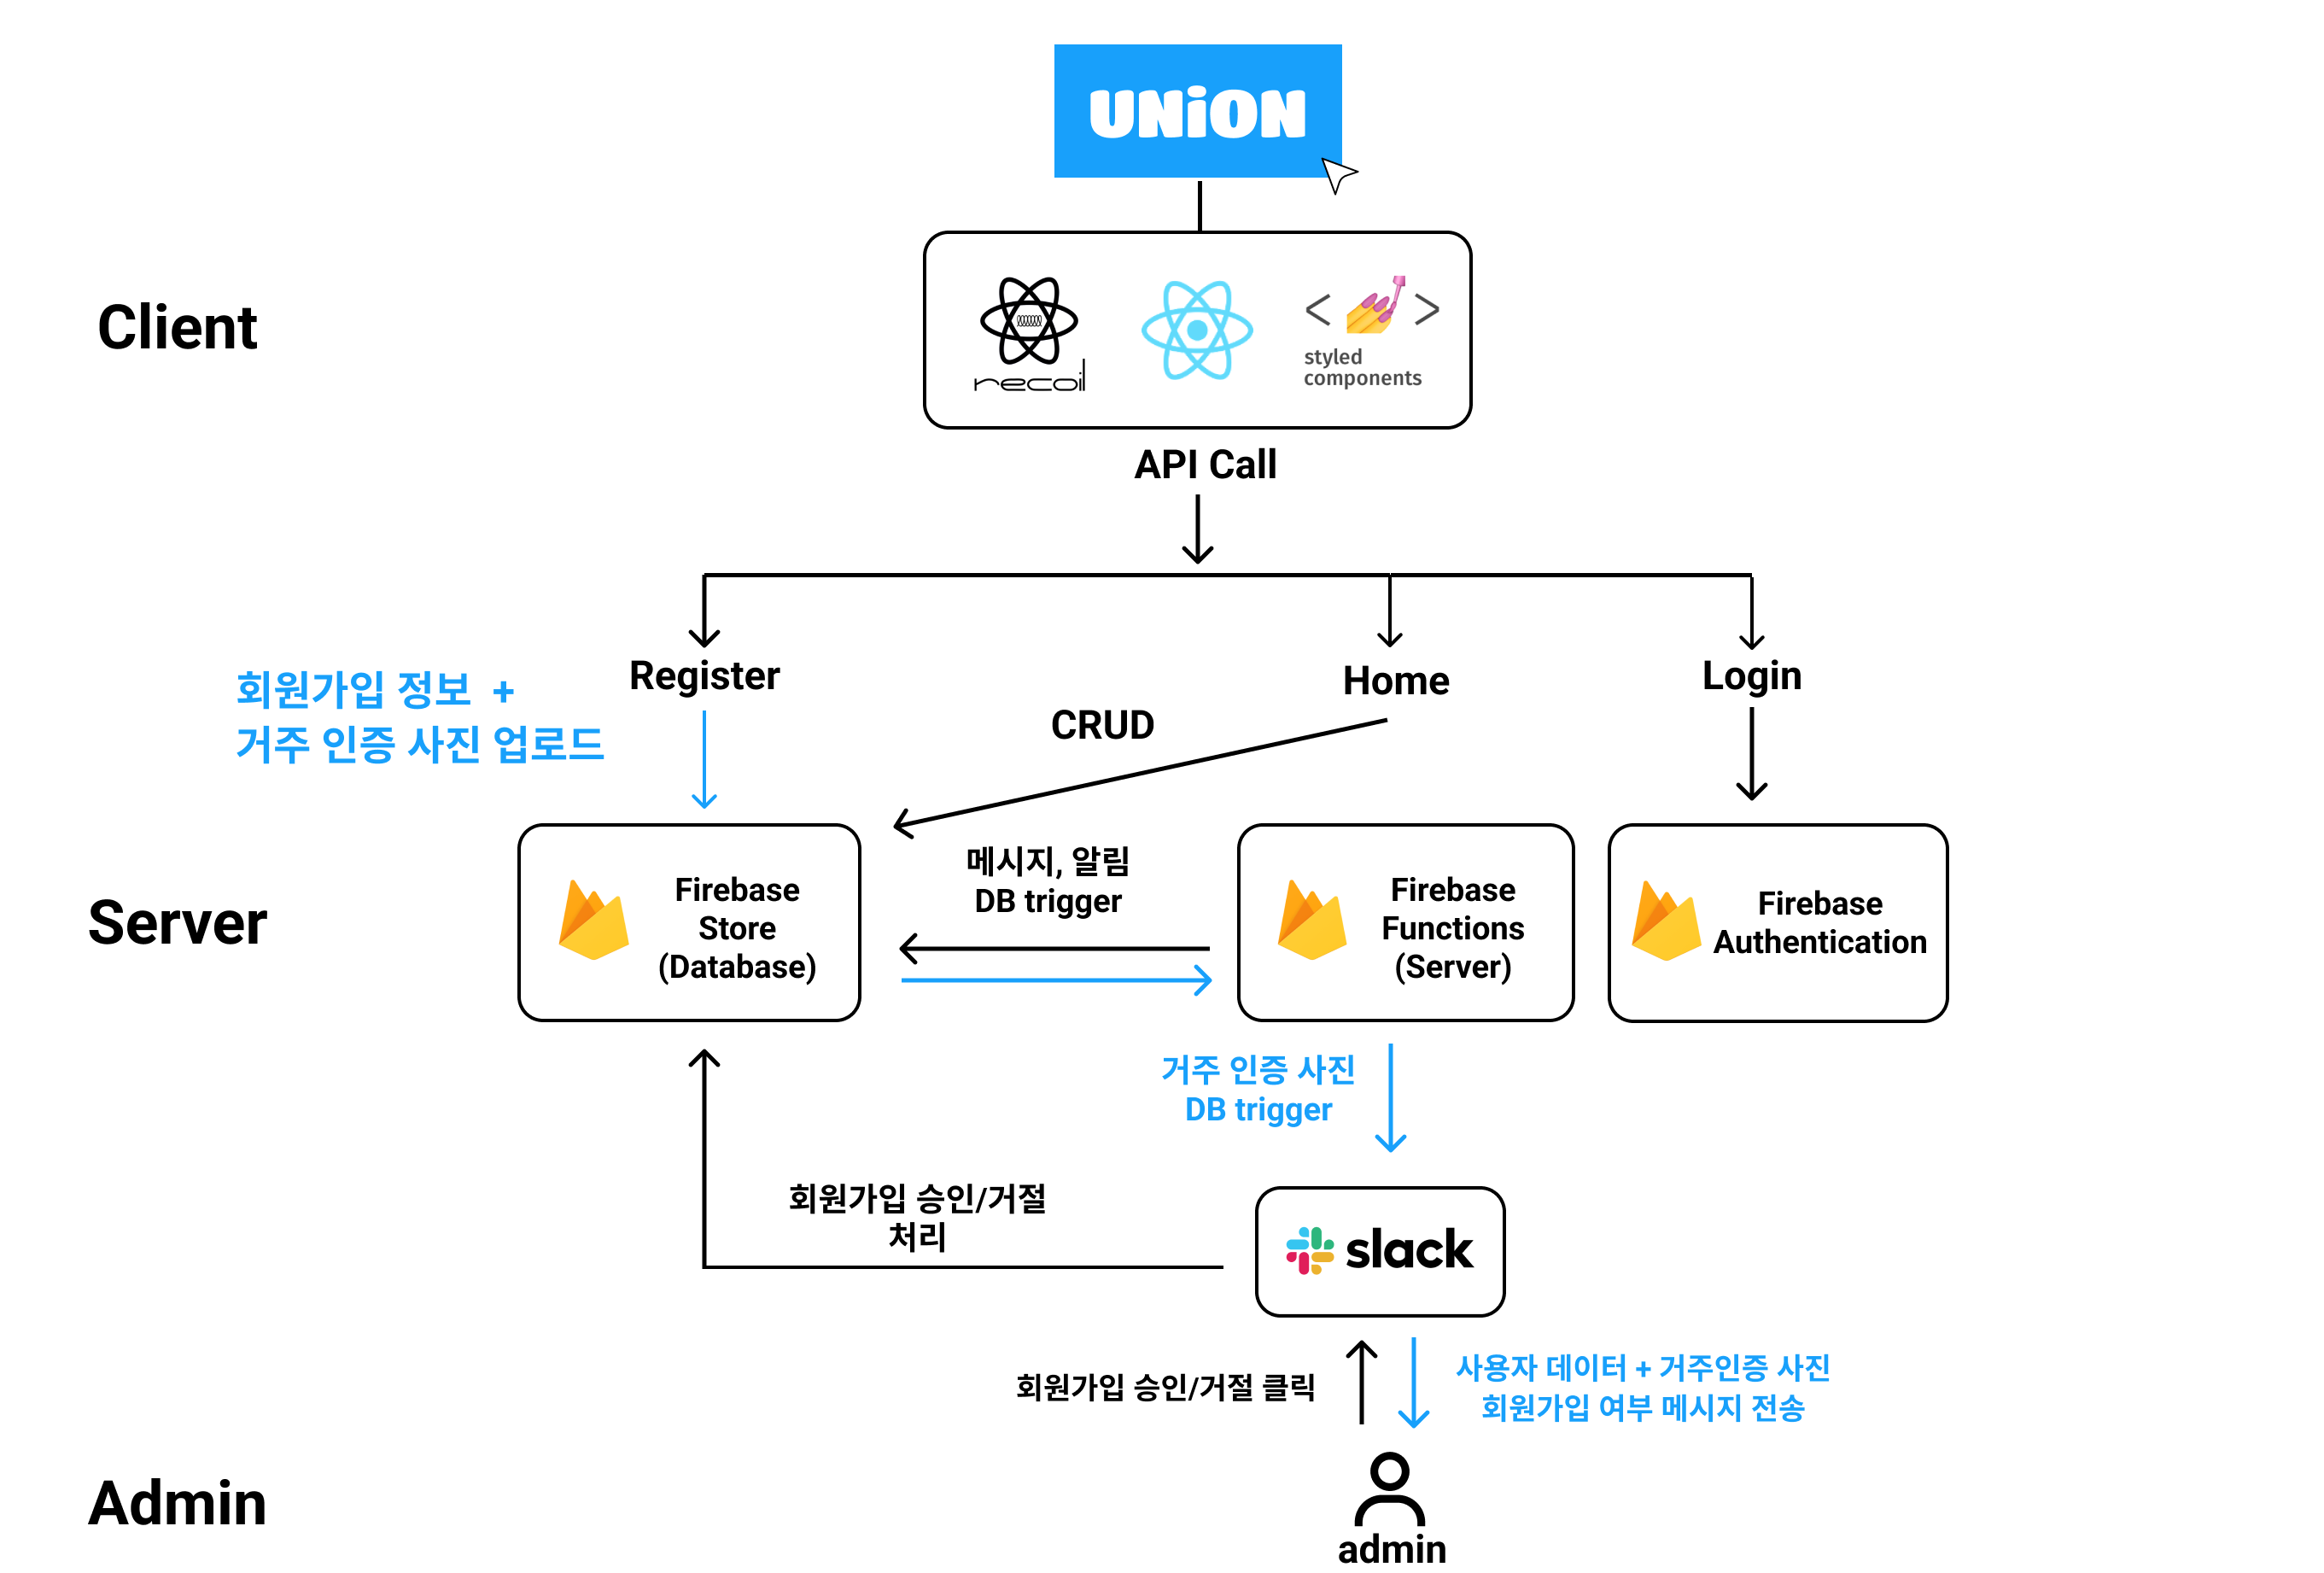 UNiON
Client
recoil
styled
components
API Call
Register
Home
Login
회원가입 정보 +
거주 인증 사진 업로드
CRUD
Server
Firebase
Store
(Database)
메시지, 알림
DB trigger
Firebase
Functions
(Server)
Firebase
Authentication
거주 인증 사진
DB trigger
회원가입 승인/거절
처리
slack
회원가입 승인/거절 클릭
사용자 데이터 + 거주인증 사진
회원가입 여부 메시지 전송
Admin
admin